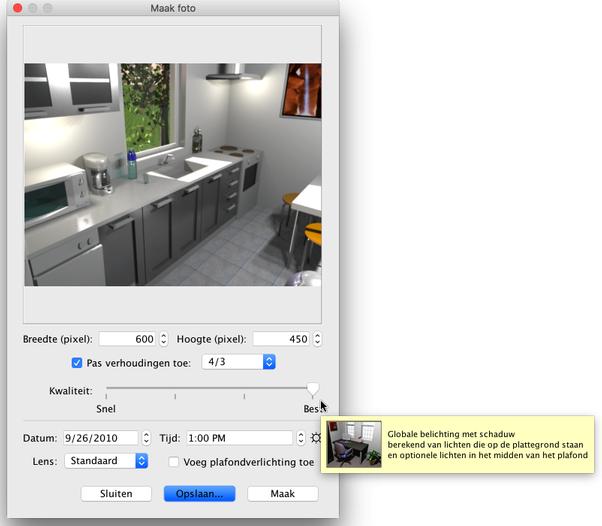 Maak foto
Breedte (pixel): 600 Hoogte (pixel): 450
Pas verhoudingen toe: 4/3
Kwaliteit:
Snel
Globale belichting met schaduw
berekend van lichten die op de plattegrond staan
en optionele lichten in het midden van het plafond
Datum: 9/26/2010 Tijd: 1:00 PM
Lens: Standaard Voeg plafondverlichting toe
Sluiten Opslaan... Maak